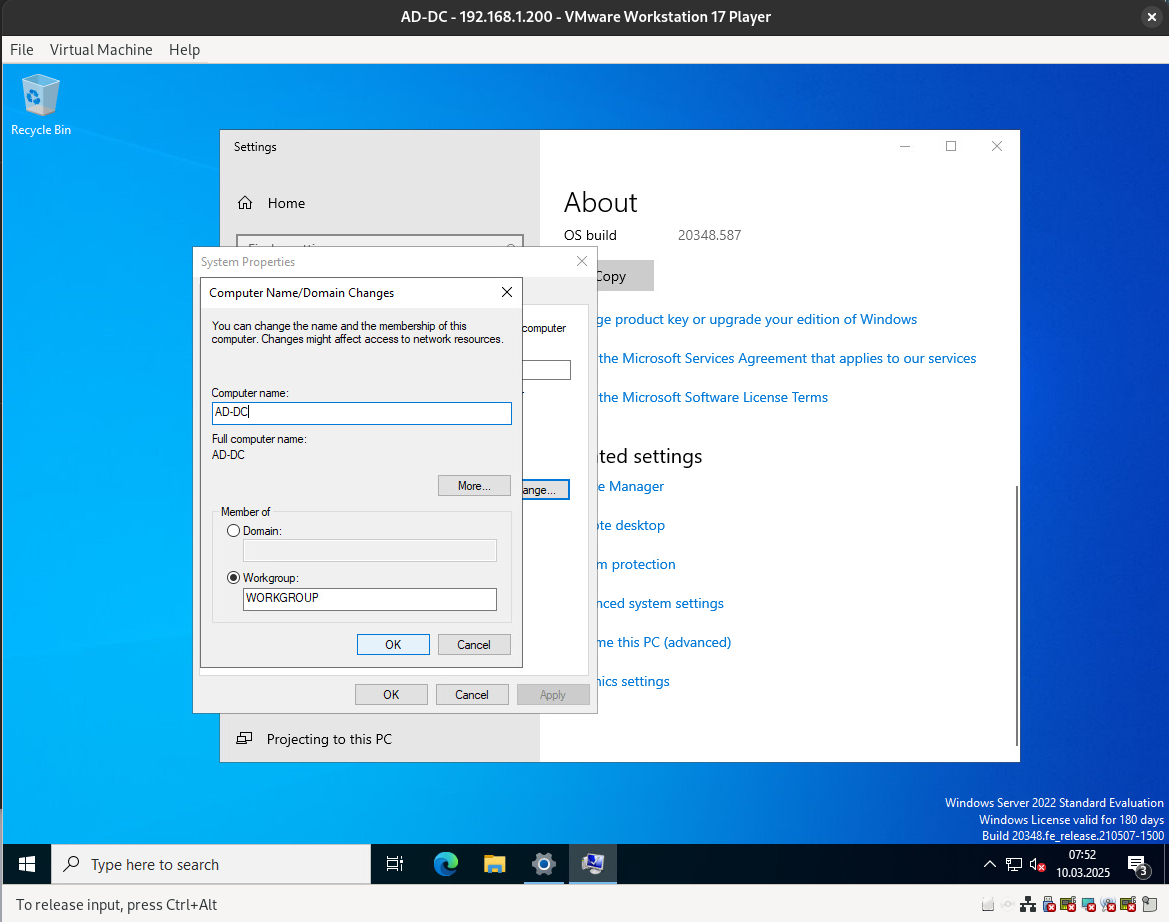 AD-DC - 192.168.1.200 - VMware Workstation 17 Player
File Virtual Machine Help
Recycle Bin
Settings
Home
About
OS build 20348.587
Copy
ge product key or upgrade your edition of Windows
the Microsoft Services Agreement that applies to our services
the Microsoft Software License Terms
ted settings
e Manager
te desktop
m protection
nced system settings
me this PC (advanced)
ics settings
System Properties
computer
ange...
Computer Name/Domain Changes
You can change the name and the membership of this
computer. Changes might affect access to network resources.
Computer name:
AD-DC
Full computer name:
AD-DC
More...
Member of
Domain:
Workgroup:
WORKGROUP
OK Cancel
OK Cancel Apply
Projecting to this PC
Windows Server 2022 Standard Evaluation
Windows License valid for 180 days
Build 20348.fe_release.210507-1500
Type here to search
07:52
10.03.2025
3
To release input, press Ctrl+Alt